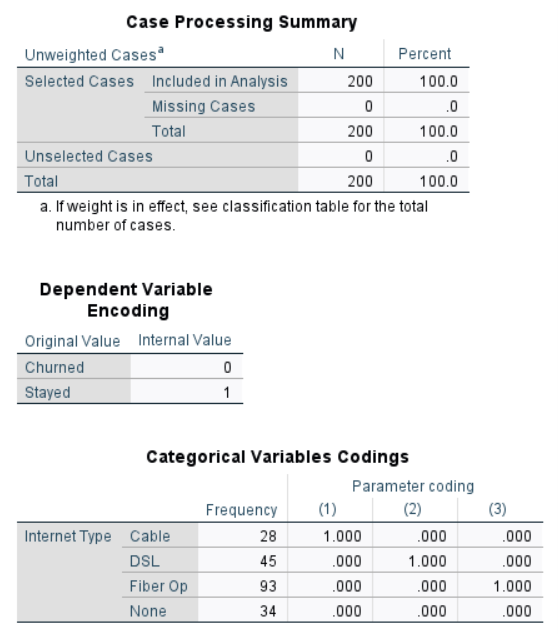 Case Processing Summary
Unweighted Casesᵃ N Percent
Selected Cases Included in Analysis 200 100.0
Missing Cases 0 .0
Total 200 100.0
Unselected Cases 0 .0
Total 200 100.0
a. If weight is in effect, see classification table for the total
number of cases.
Dependent Variable
Encoding
Original Value Internal Value
Churned 0
Stayed 1
Categorical Variables Codings
Parameter coding
Frequency (1) (2) (3)
Internet Type Cable 28 1.000 .000 .000
DSL 45 .000 1.000 .000
Fiber Op 93 .000 .000 1.000
None 34 .000 .000 .000